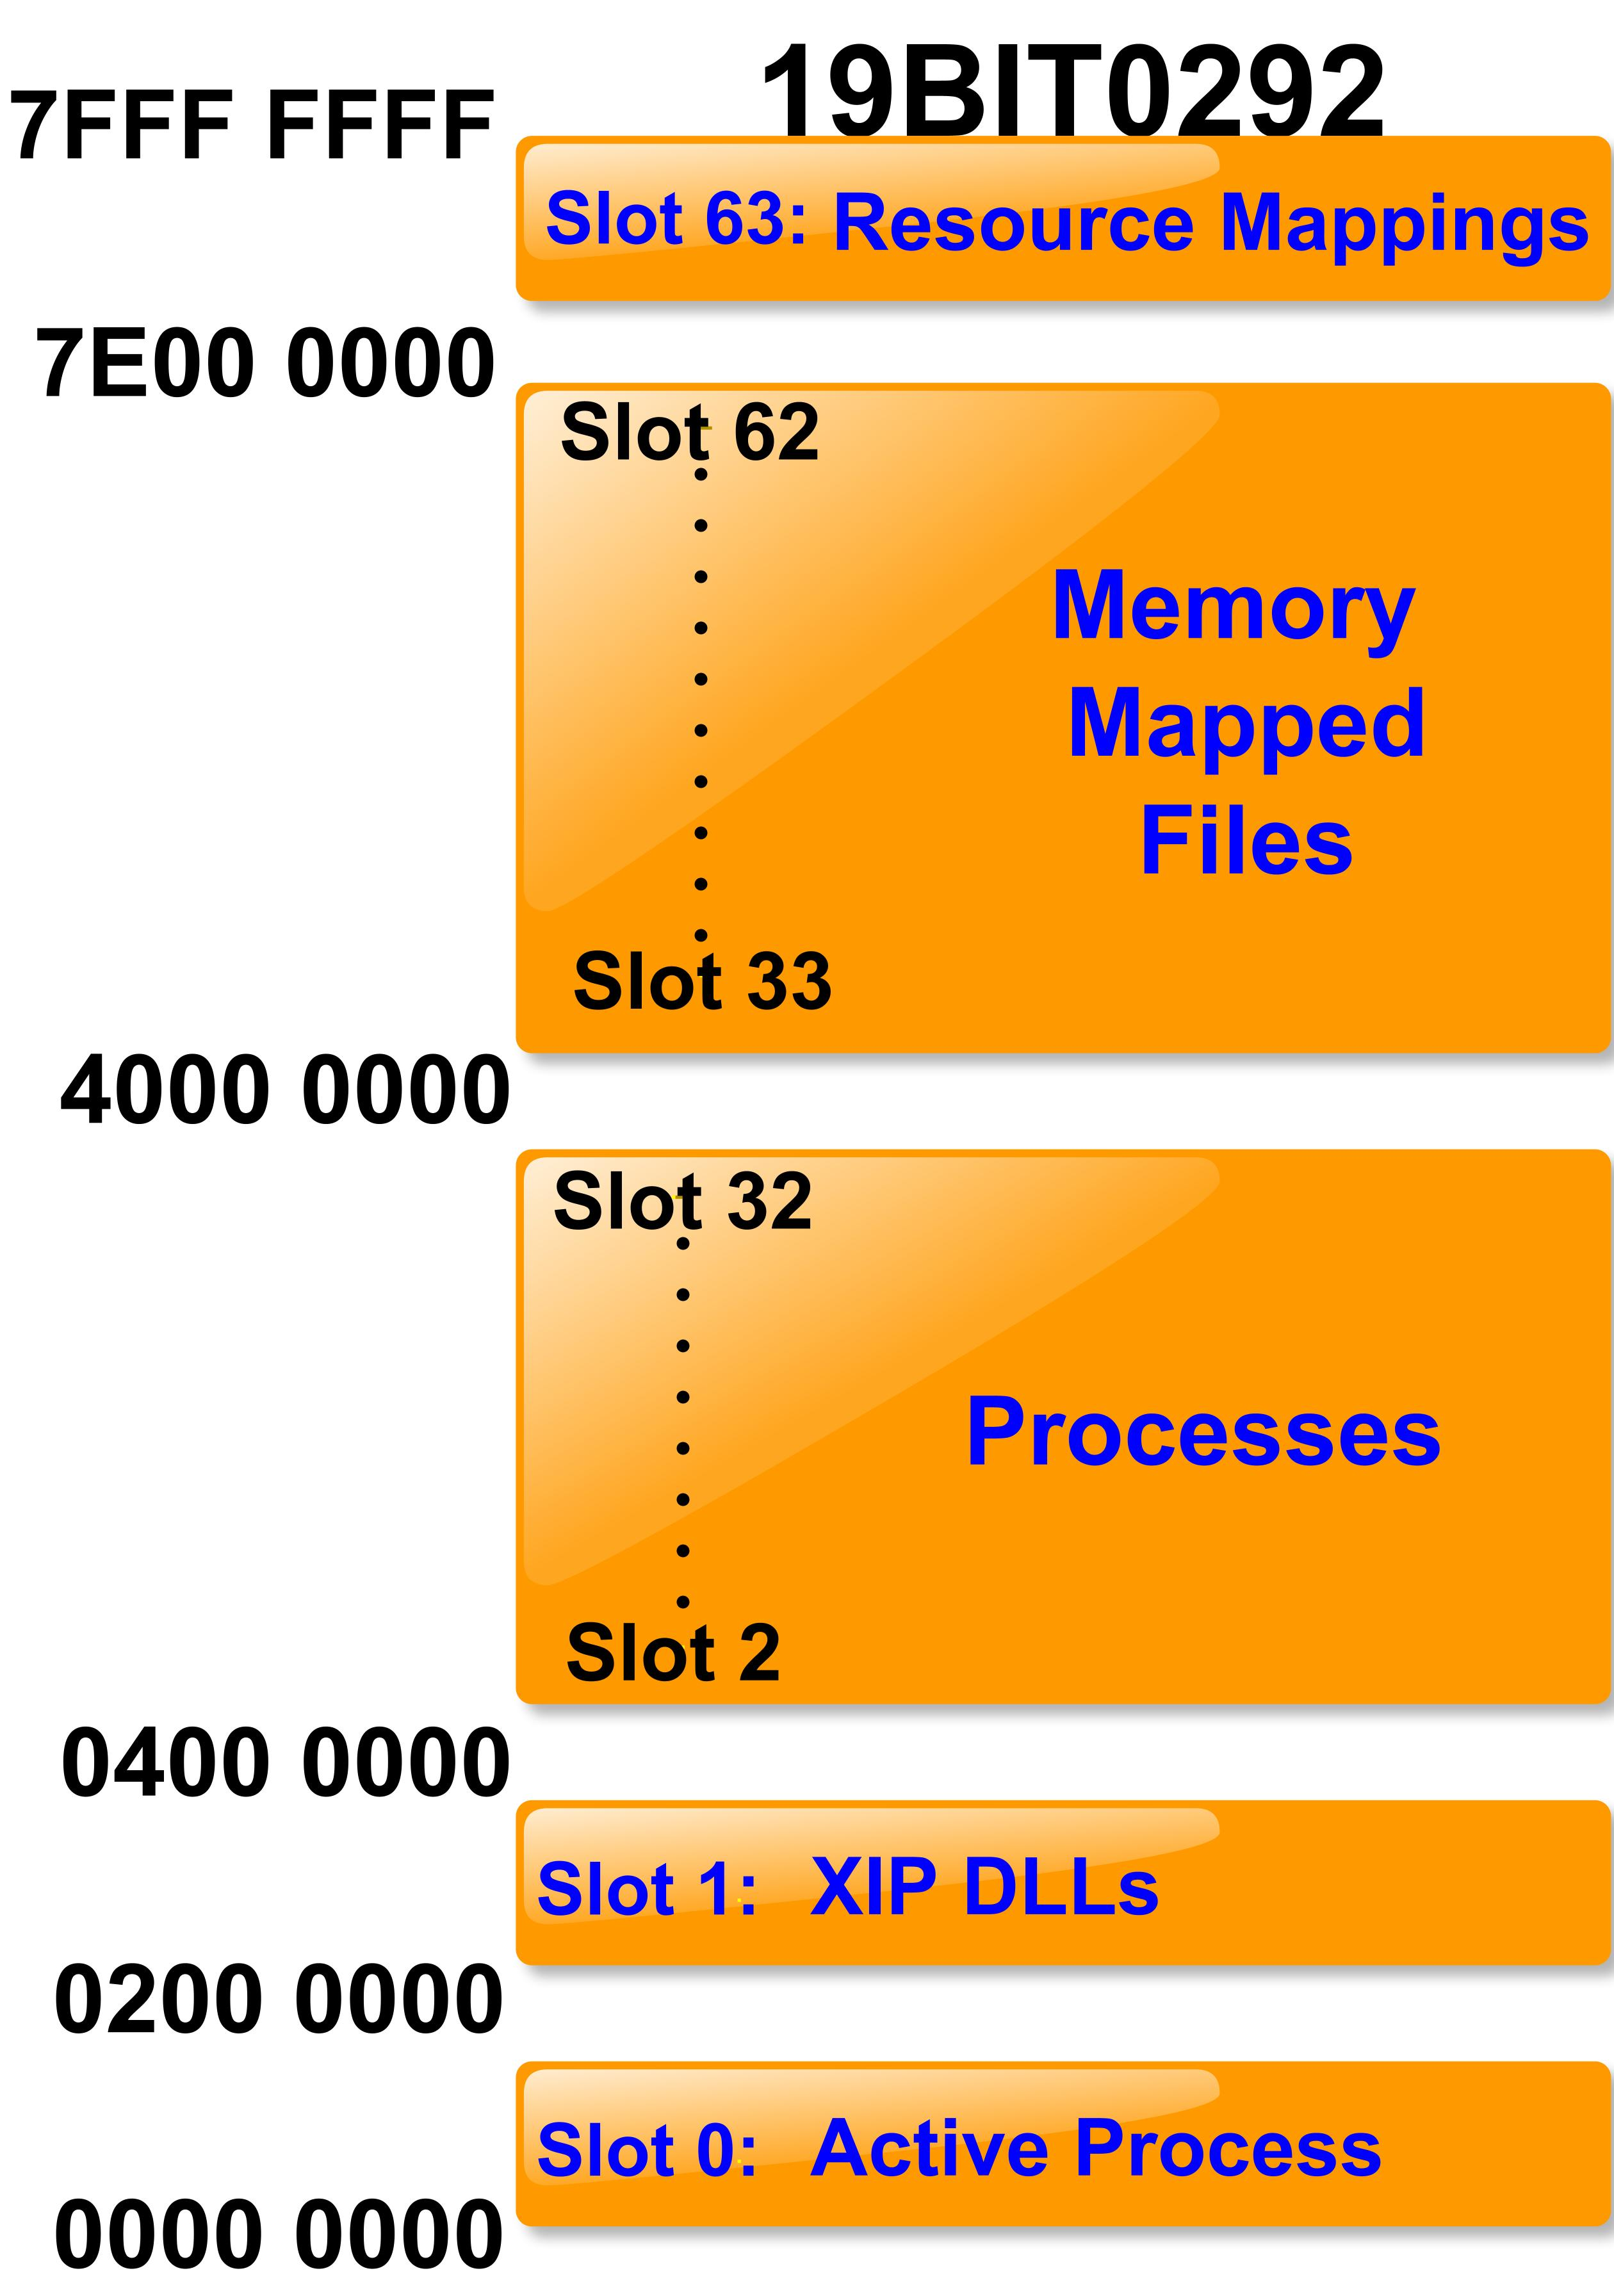 19BIT0292
7FFF FFFF
Slot 63: Resource Mappings
7E00 0000
Slot 62
Memory
Mapped
Files
Slot 33
4000 0000
Slot 32
Processes
Slot 2
0400 0000
Slot 1: XIP DLLs
0200 0000
Slot 0: Active Process
0000 0000